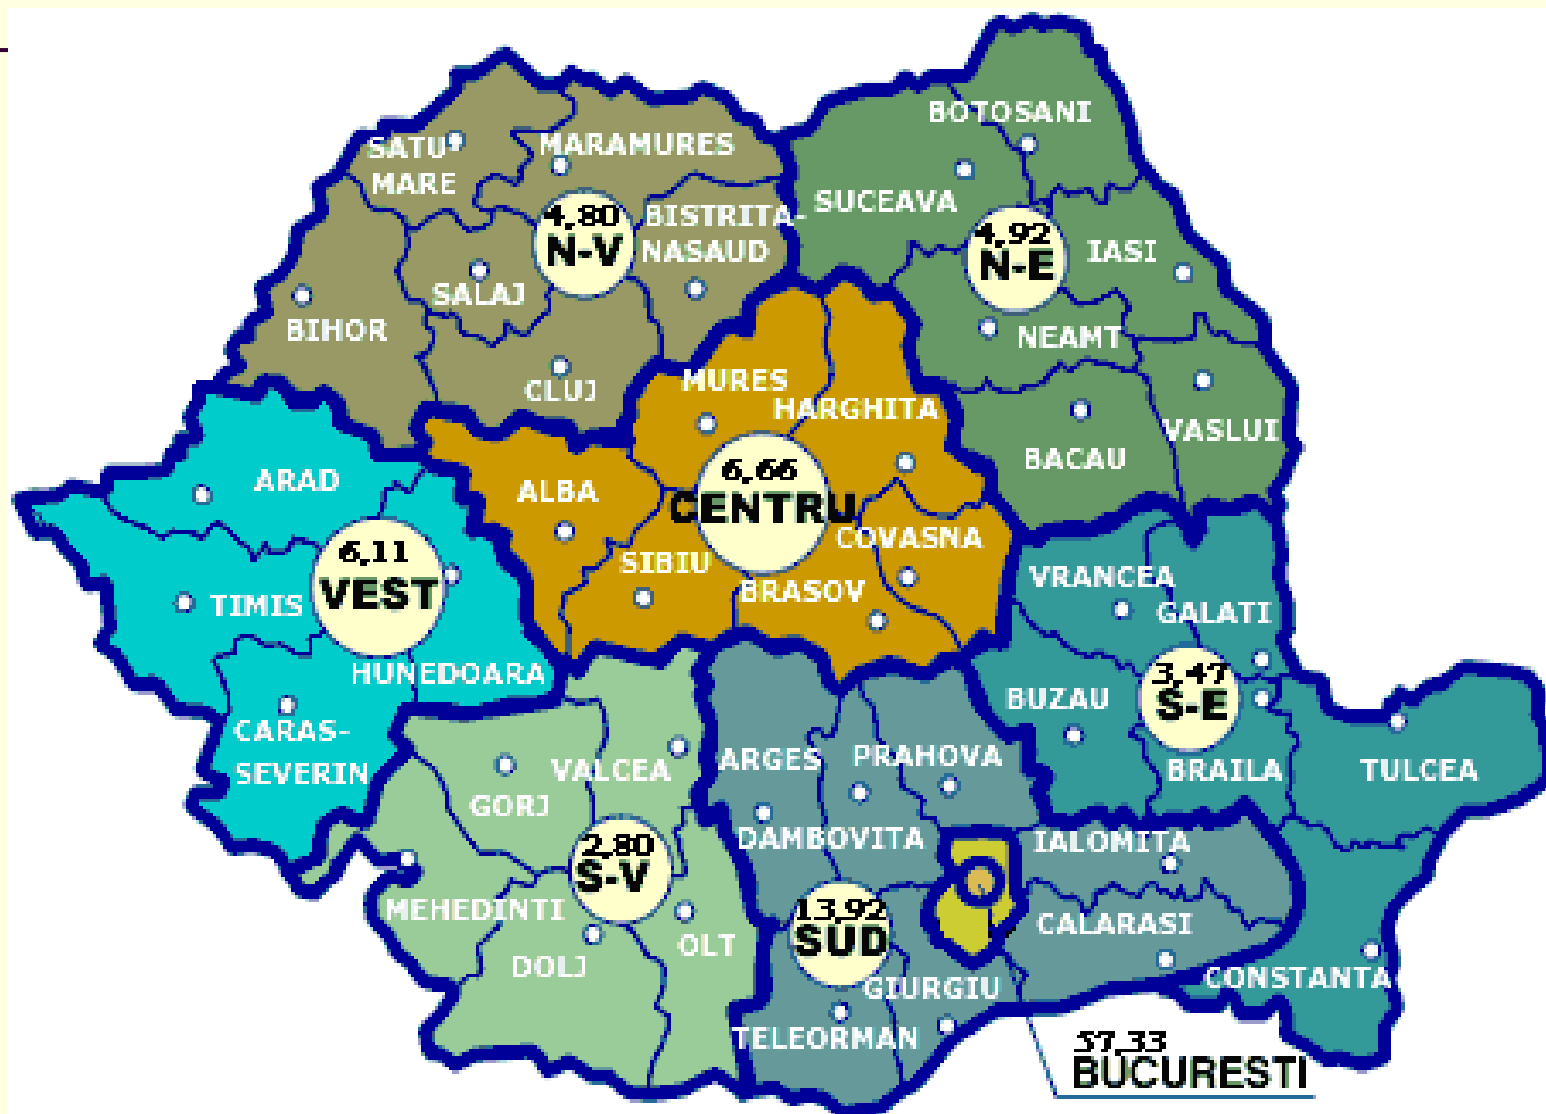 BOTOSANI
SATU
MARE
MARAMURES
SUCEAVA
4,80
N-V
BISTRITA-
NASAUD
4,92
N-E
IASI
SALAJ
BIHOR
NEAMT
CLUJ
MURES
HARGHITA
VASLUI
BACAU
ARAD
ALBA
6,66
CENTRU
COVASNA
6,11
VEST
SIBIU
BRASOV
VRANCEA
GALATI
TIMIS
HUNEDOARA
BUZAU
3,47
S-E
CARAS-
SEVERIN
VALCEA
ARGES
PRAHOVA
BRAILA
TULCEA
GORJ
DAMBOVITA
IALOMITA
2,80
S-V
MEHEDINTI
13,92
SUD
CALARASI
OLT
DOLJ
GIURGIU
CONSTANTA
TELEORMAN
57,33
BUCURESTI